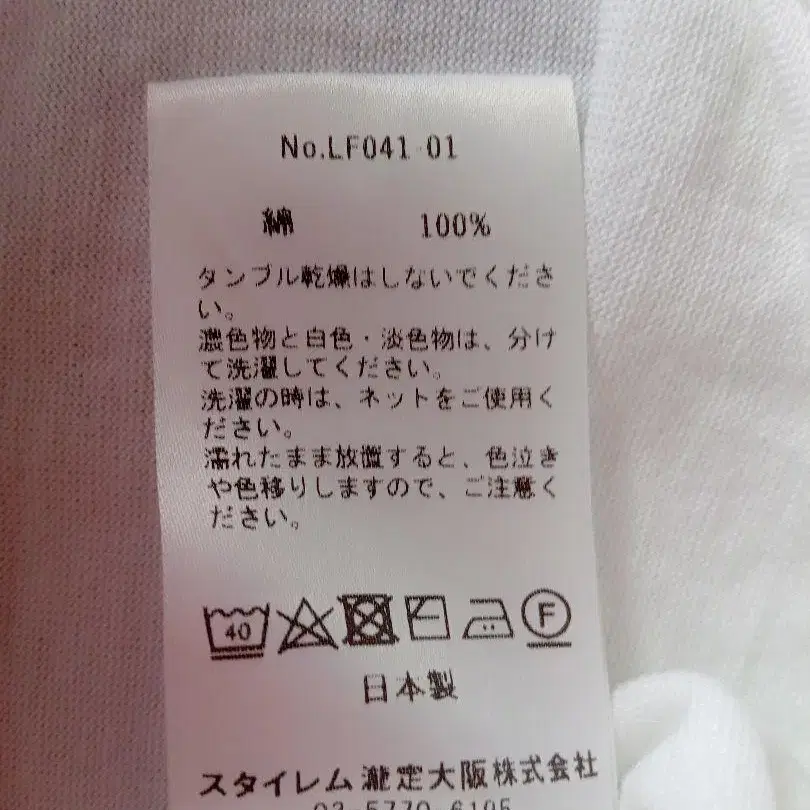 No.LF041-01
綿 100%
タンブル乾燥はしないでくださ
い。
濃色物と白色・淡色物は、分け
て洗濯してください。
洗濯の時は、ネットをご使用く
ださい。
濡れたまま放置すると、色泣き
や色移りしますので、ご注意く
ださい。
40
F
日本製
スタイレム瀧定大阪株式会社
03-5770-6105